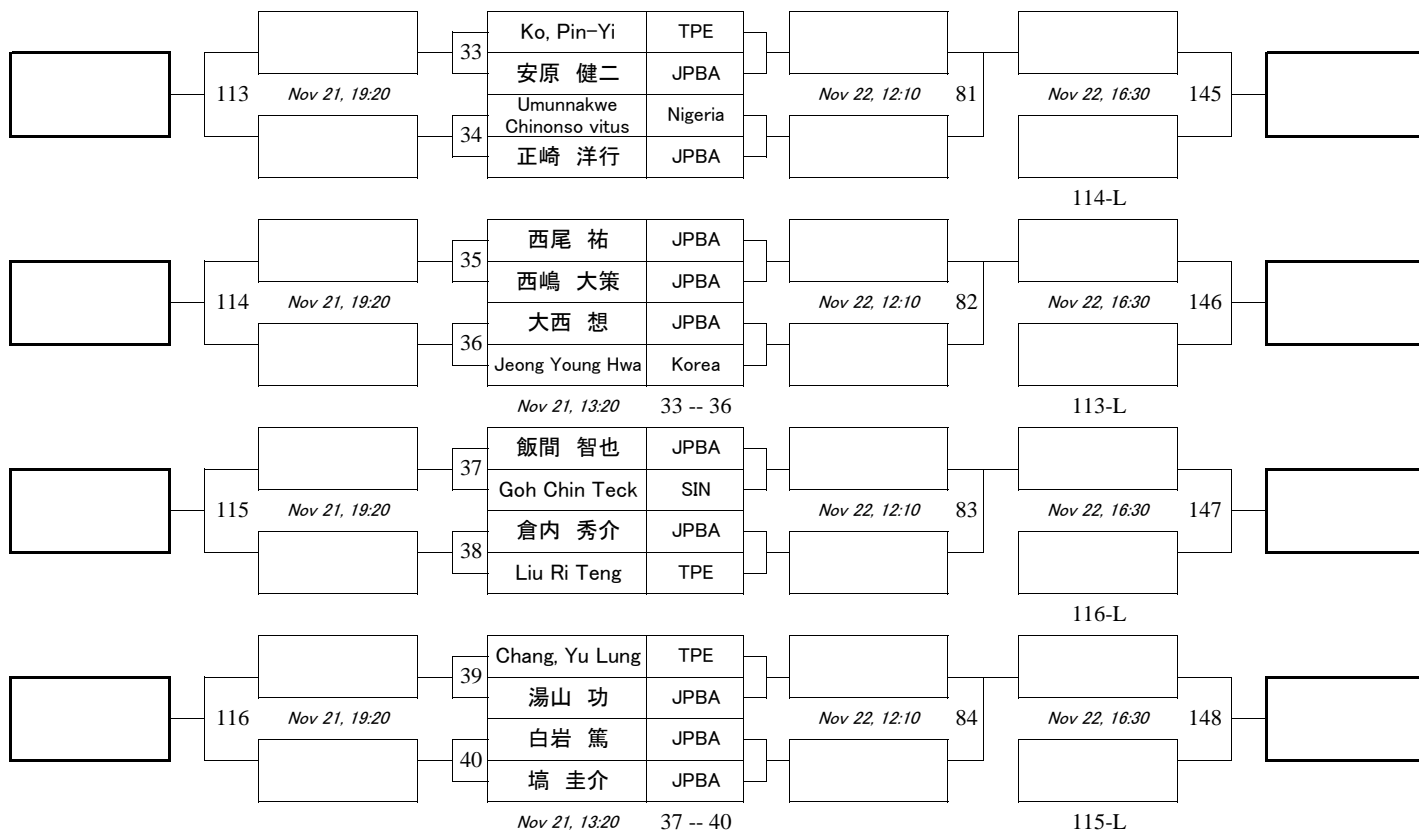 33 Ko, Pin-Yi TPE
安原 健二 JPBA
113 Nov 21, 19:20 Nov 22, 12:10 81 Nov 22, 16:30 145
Umunnakwe
Chinonso vitus Nigeria
34 正崎 洋行 JPBA
114-L
35 西尾 祐 JPBA
西嶋 大策 JPBA
114 Nov 21, 19:20 Nov 22, 12:10 82 Nov 22, 16:30 146
大西 想 JPBA
36 Jeong Young Hwa Korea
Nov 21, 13:20 33 -- 36 113-L
37 飯間 智也 JPBA
Goh Chin Teck SIN
115 Nov 21, 19:20 Nov 22, 12:10 83 Nov 22, 16:30 147
倉内 秀介 JPBA
38 Liu Ri Teng TPE
116-L
39 Chang, Yu Lung TPE
湯山 功 JPBA
116 Nov 21, 19:20 Nov 22, 12:10 84 Nov 22, 16:30 148
白岩 篤 JPBA
40 塙 圭介 JPBA
Nov 21, 13:20 37 -- 40 115-L